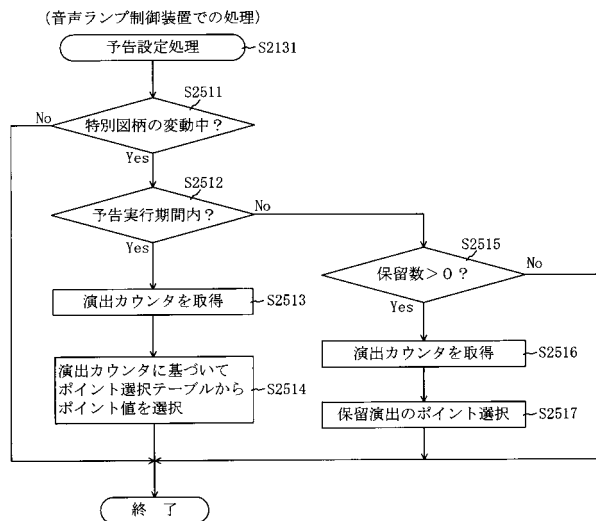 (音声ランプ制御装置での処理)
予告設定処理
S2131
S2511
特別図柄の変動中?
No
Yes
S2512
予告実行期間内?
No
Yes
S2515
保留数>0?
No
Yes
演出カウンタを取得
S2513
演出カウンタを取得
S2516
演出カウンタに基づいて
ポイント選択テーブルから
ポイント値を選択
S2514
保留演出のポイント選択
S2517
終 了